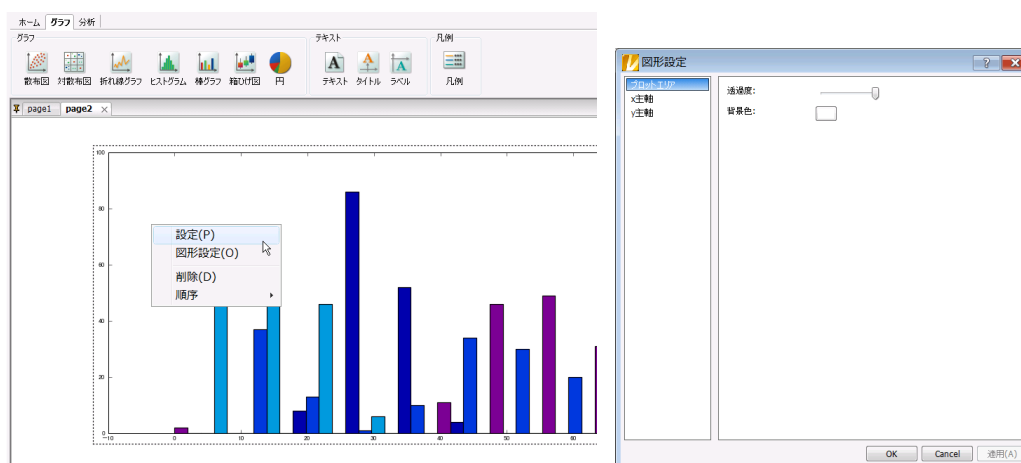 ホーム グラフ 分析
グラフ テキスト 凡例
散布図 対散布図 折れ線グラフ ヒストグラム 棒グラフ 箱ひげ図 円 テキスト タイトル ラベル 凡例
page1 page2
100
80
60
40
20
0
-10 0 10 20 30 40 50 60
設定(P)
図形設定(O)
削除(D)
順序
図形設定
プロットエリア
x主軸
y主軸
透過度:
背景色:
OK Cancel 適用(A)